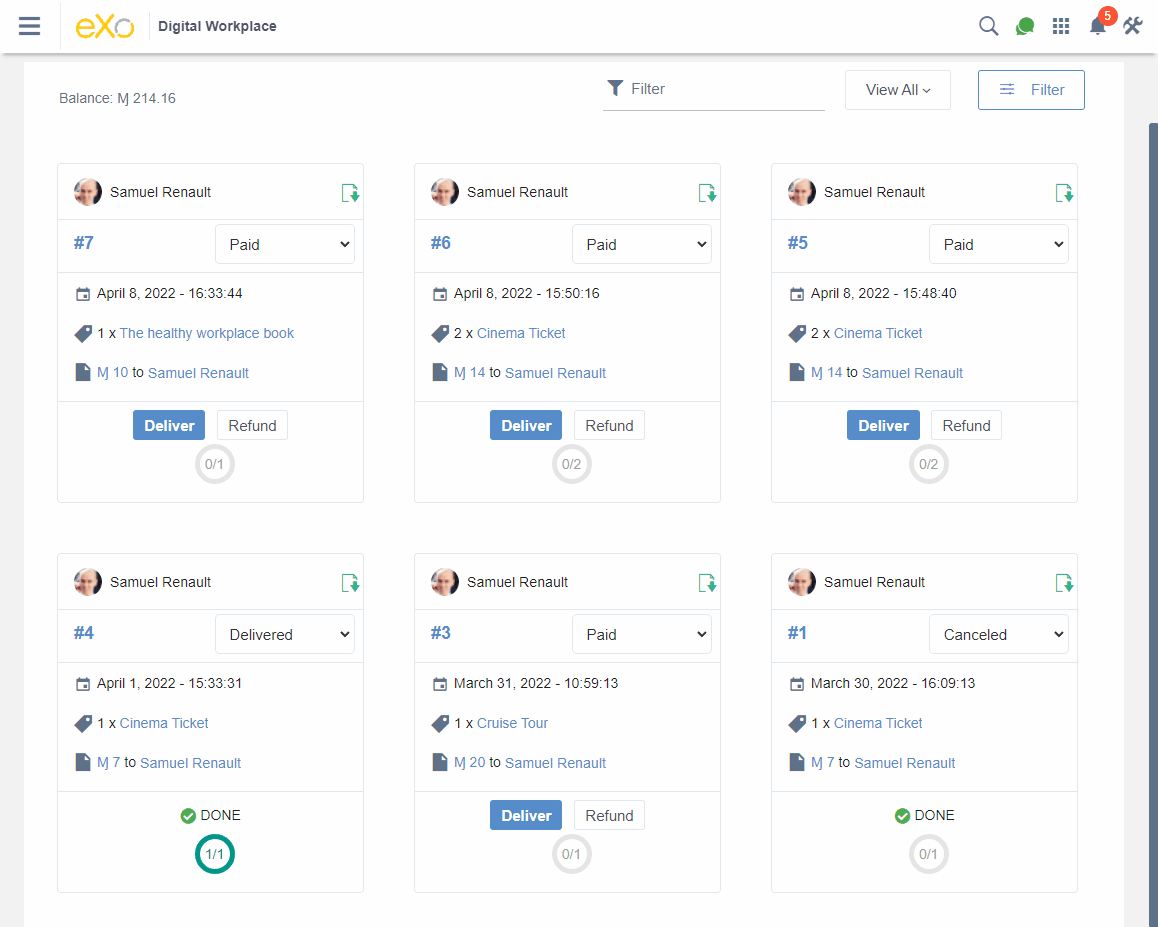 eXo Digital Workplace 5
Balance: Ɱ 214.16 Filter View All Filter
Samuel Renault
#7 Paid
April 8, 2022 - 16:33:44
1 x The healthy workplace book
Ɱ 10 to Samuel Renault
Deliver Refund
0/1
Samuel Renault
#6 Paid
April 8, 2022 - 15:50:16
2 x Cinema Ticket
Ɱ 14 to Samuel Renault
Deliver Refund
0/2
Samuel Renault
#5 Paid
April 8, 2022 - 15:48:40
2 x Cinema Ticket
Ɱ 14 to Samuel Renault
Deliver Refund
0/2
Samuel Renault
#4 Delivered
April 1, 2022 - 15:33:31
1 x Cinema Ticket
Ɱ 7 to Samuel Renault
DONE
1/1
Samuel Renault
#3 Paid
March 31, 2022 - 10:59:13
1 x Cruise Tour
Ɱ 20 to Samuel Renault
Deliver Refund
0/1
Samuel Renault
#1 Canceled
March 30, 2022 - 16:09:13
1 x Cinema Ticket
Ɱ 7 to Samuel Renault
DONE
0/1